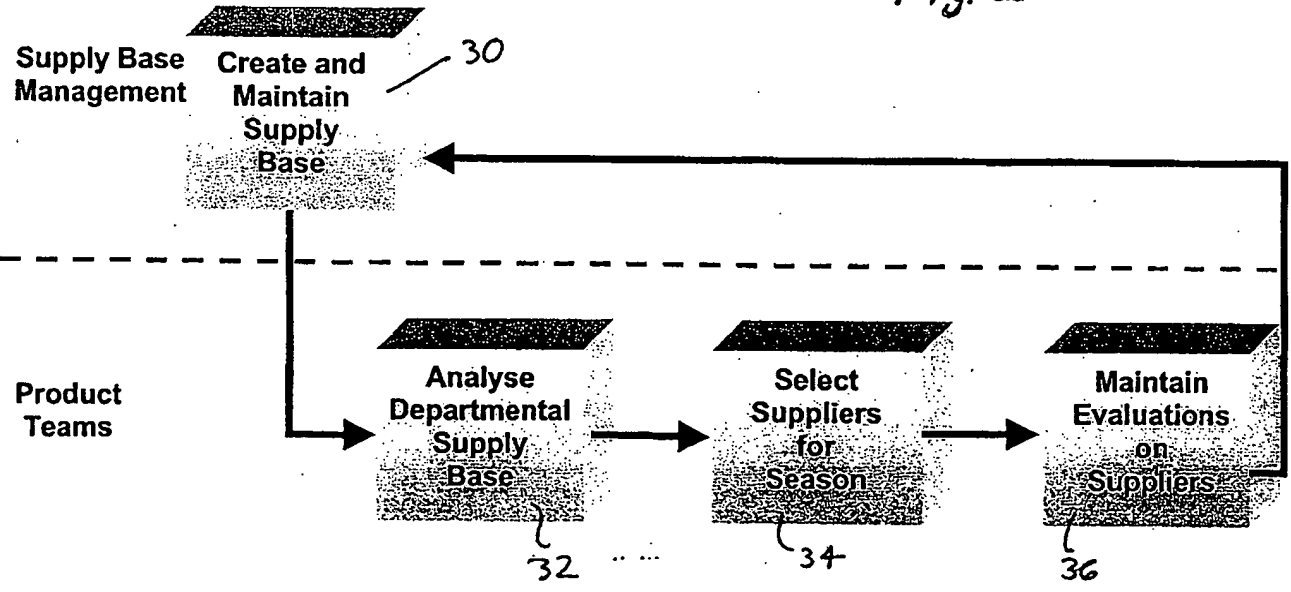 Supply Base
Management
Create and
Maintain
Supply
Base
30
Product
Teams
Analyse
Departmental
Supply
Base
32
Select
Suppliers
for
Season
34
Maintain
Evaluations
on
Suppliers
36